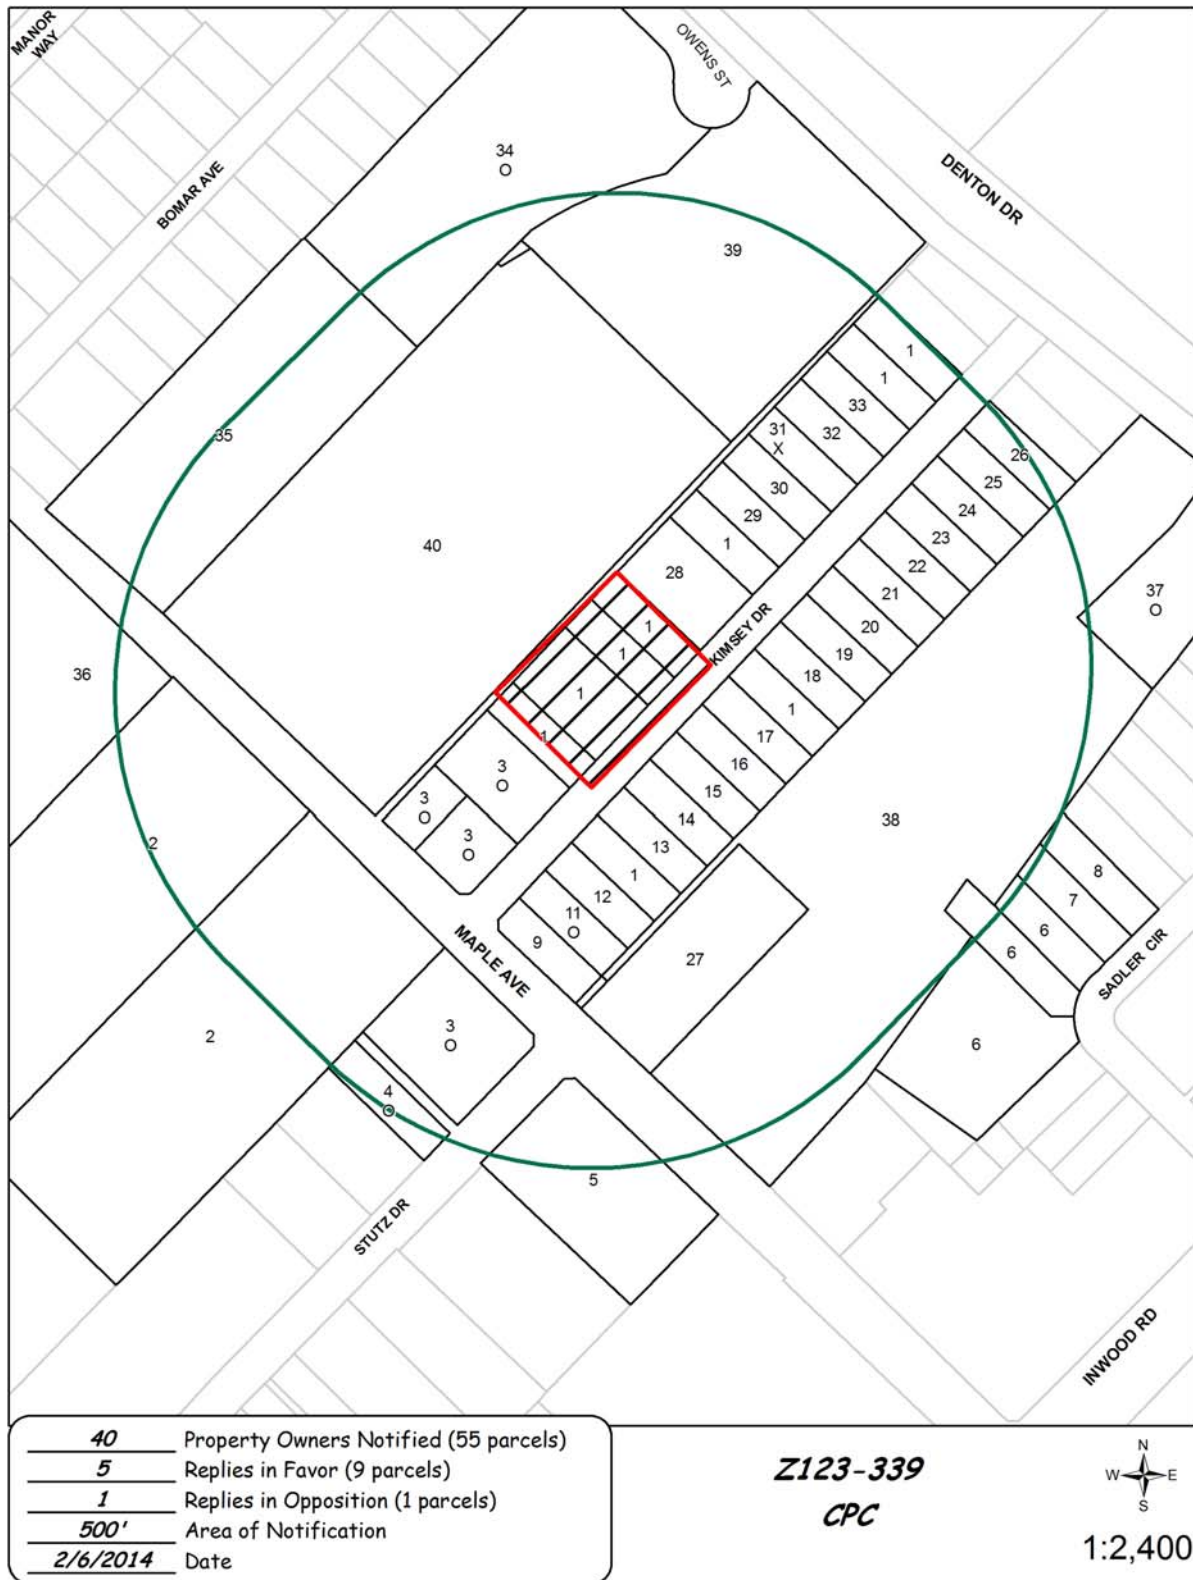 MANOR
WAY
OWENS ST
34
O
BOMAR AVE
DENTON DR
39
1
1
33
31
X
32
35
26
30
25
29
24
40
1
23
28
22
37
O
21
1
KIMSEY DR
20
1
19
36
18
1
1
1
17
3
O
16
3
O
15
3
O
14
38
2
13
8
1
12
7
11
O
6
9
6
MAPLE AVE
27
SADLER CIR
3
O
2
6
4
O
5
STUTZ DR
INWOOD RD
40 Property Owners Notified (55 parcels)
5 Replies in Favor (9 parcels)
1 Replies in Opposition (1 parcels)
500' Area of Notification
2/6/2014 Date
Z123-339
CPC
N
W E
S
1:2,400